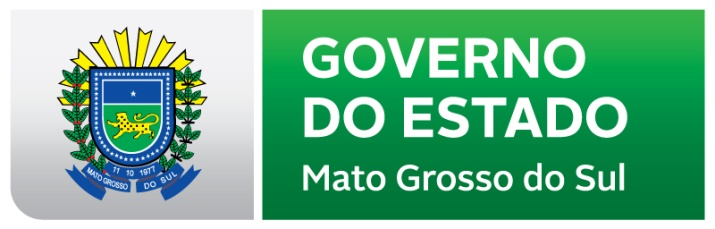 11 10 1977
MATO GROSSO DO SUL
GOVERNO
DO ESTADO
Mato Grosso do Sul